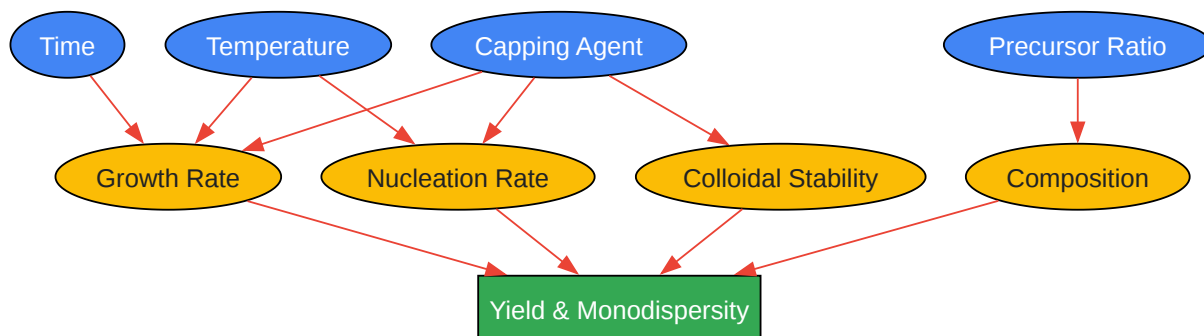 Time
Temperature
Capping Agent
Precursor Ratio
Growth Rate
Nucleation Rate
Colloidal Stability
Composition
Yield & Monodispersity